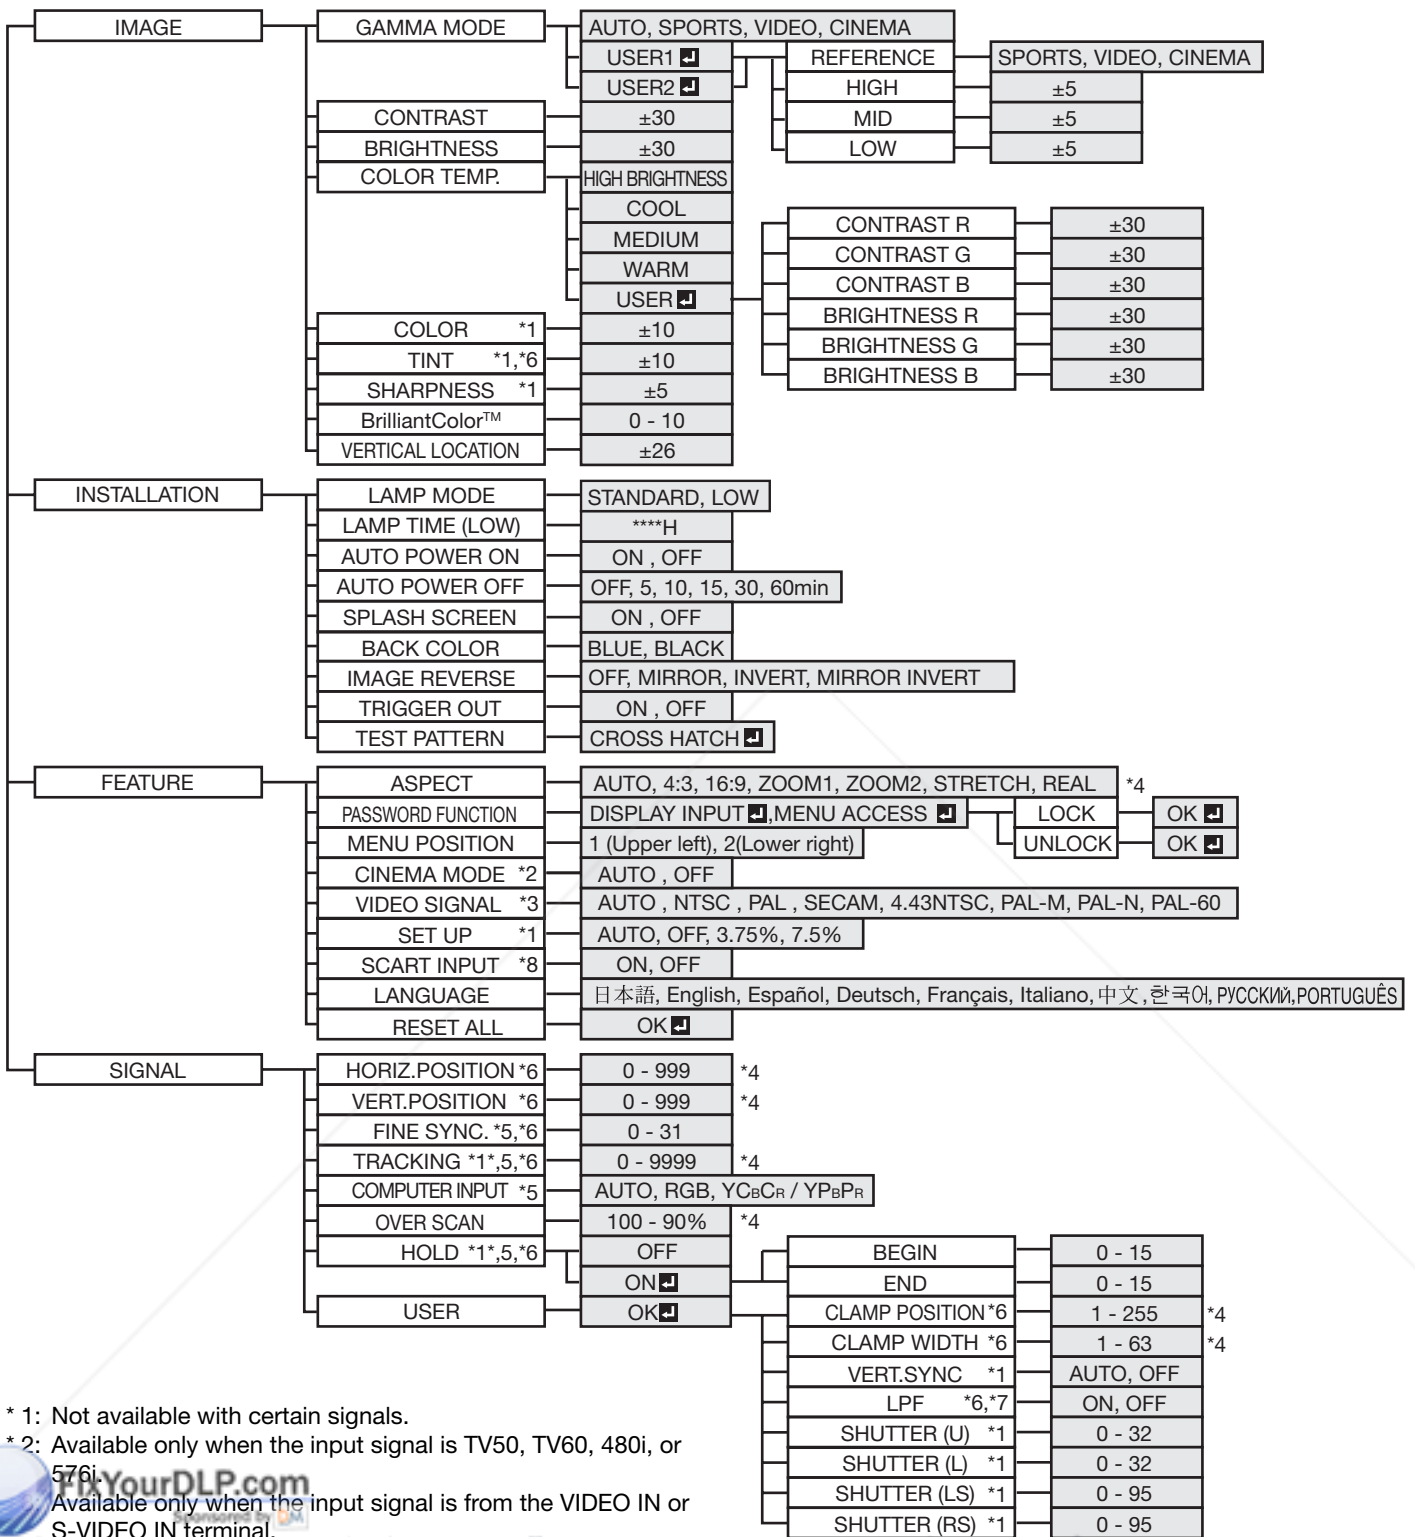 IMAGE GAMMA MODE AUTO, SPORTS, VIDEO, CINEMA
USER1 REFERENCE SPORTS, VIDEO, CINEMA
USER2 HIGH ±5
CONTRAST ±30 MID ±5
BRIGHTNESS ±30 LOW ±5
COLOR TEMP. HIGH BRIGHTNESS
COOL CONTRAST R ±30
MEDIUM CONTRAST G ±30
WARM CONTRAST B ±30
USER BRIGHTNESS R ±30
COLOR *1 ±10 BRIGHTNESS G ±30
TINT *1,*6 ±10 BRIGHTNESS B ±30
SHARPNESS *1 ±5
BrilliantColor™ 0 - 10
VERTICAL LOCATION ±26
INSTALLATION LAMP MODE STANDARD, LOW
LAMP TIME (LOW) ****H
AUTO POWER ON ON , OFF
AUTO POWER OFF OFF, 5, 10, 15, 30, 60min
SPLASH SCREEN ON , OFF
BACK COLOR BLUE, BLACK
IMAGE REVERSE OFF, MIRROR, INVERT, MIRROR INVERT
TRIGGER OUT ON , OFF
TEST PATTERN CROSS HATCH
FEATURE ASPECT AUTO, 4:3, 16:9, ZOOM1, ZOOM2, STRETCH, REAL *4
PASSWORD FUNCTION DISPLAY INPUT ,MENU ACCESS LOCK OK
MENU POSITION 1 (Upper left), 2(Lower right) UNLOCK OK
CINEMA MODE *2 AUTO , OFF
VIDEO SIGNAL *3 AUTO , NTSC , PAL , SECAM, 4.43NTSC, PAL-M, PAL-N, PAL-60
SET UP *1 AUTO, OFF, 3.75%, 7.5%
SCART INPUT *8 ON, OFF
LANGUAGE 日本語, English, Español, Deutsch, Français, Italiano, 中文, 한국어, РУССКИЙ, PORTUGUÊS
RESET ALL OK
SIGNAL HORIZ.POSITION *6 0 - 999 *4
VERT.POSITION *6 0 - 999 *4
FINE SYNC. *5,*6 0 - 31
TRACKING *1*,5,*6 0 - 9999 *4
COMPUTER INPUT *5 AUTO, RGB, YCBCR / YPBPR
OVER SCAN 100 - 90% *4
HOLD *1*,5,*6 OFF BEGIN 0 - 15
ON END 0 - 15
USER OK CLAMP POSITION *6 1 - 255 *4
CLAMP WIDTH *6 1 - 63 *4
VERT.SYNC *1 AUTO, OFF
LPF *6,*7 ON, OFF
SHUTTER (U) *1 0 - 32
SHUTTER (L) *1 0 - 32
SHUTTER (LS) *1 0 - 95
SHUTTER (RS) *1 0 - 95
* 1: Not available with certain signals.
* 2: Available only when the input signal is TV50, TV60, 480i, or
576i.
FixYourDLP.com
Available only when the input signal is from the VIDEO IN or
Sponsored by
S-VIDEO IN terminal.